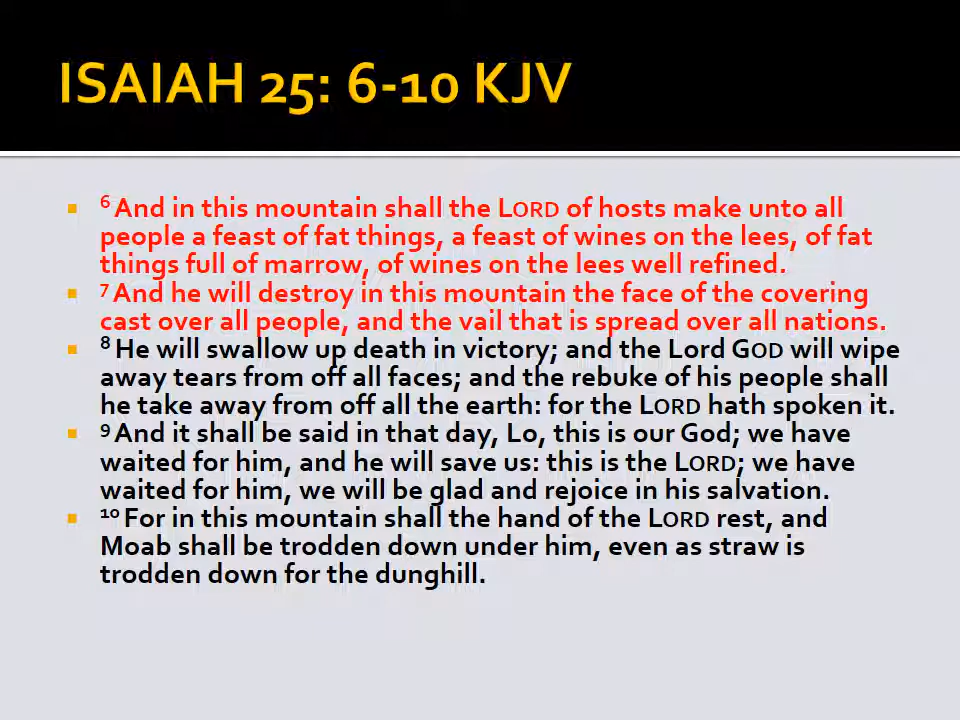 ISAIAH 25: 6-10 KJV
▪ 6 And in this mountain shall the LORD of hosts make unto all
people a feast of fat things, a feast of wines on the lees, of fat
things full of marrow, of wines on the lees well refined.
▪ 7 And he will destroy in this mountain the face of the covering
cast over all people, and the vail that is spread over all nations.
▪ 8 He will swallow up death in victory; and the Lord GOD will wipe
away tears from off all faces; and the rebuke of his people shall
he take away from off all the earth: for the LORD hath spoken it.
▪ 9 And it shall be said in that day, Lo, this is our God; we have
waited for him, and he will save us: this is the LORD; we have
waited for him, we will be glad and rejoice in his salvation.
▪ 10 For in this mountain shall the hand of the LORD rest, and
Moab shall be trodden down under him, even as straw is
trodden down for the dunghill.